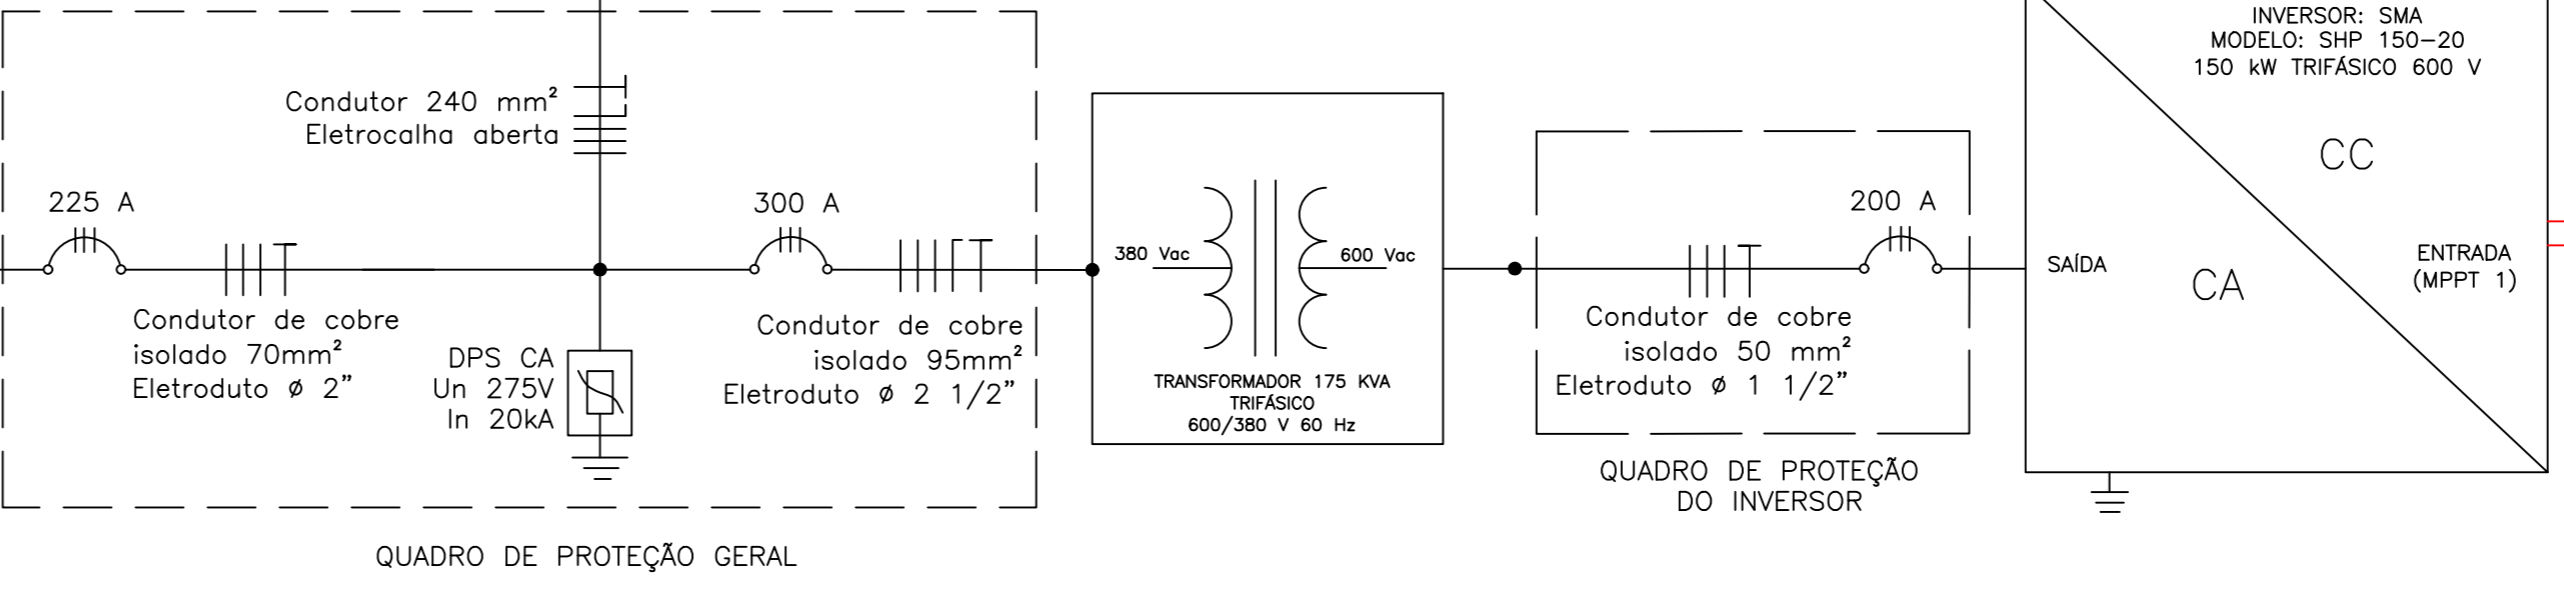 INVERSOR: SMA
MODELO: SHP 150-20
150 kW TRIFÁSICO 600 V
Condutor 240 mm²
Eletrocalha aberta
225 A
Condutor de cobre
isolado 70mm²
Eletroduto ø 2”
DPS CA
Un 275V
In 20kA
300 A
Condutor de cobre
isolado 95mm²
Eletroduto ø 2 1/2”
QUADRO DE PROTEÇÃO GERAL
380 Vac
600 Vac
TRANSFORMADOR 175 KVA
TRIFÁSICO
600/380 V 60 Hz
200 A
Condutor de cobre
isolado 50 mm²
Eletroduto ø 1 1/2”
QUADRO DE PROTEÇÃO
DO INVERSOR
CC
SAÍDA
CA
ENTRADA
(MPPT 1)